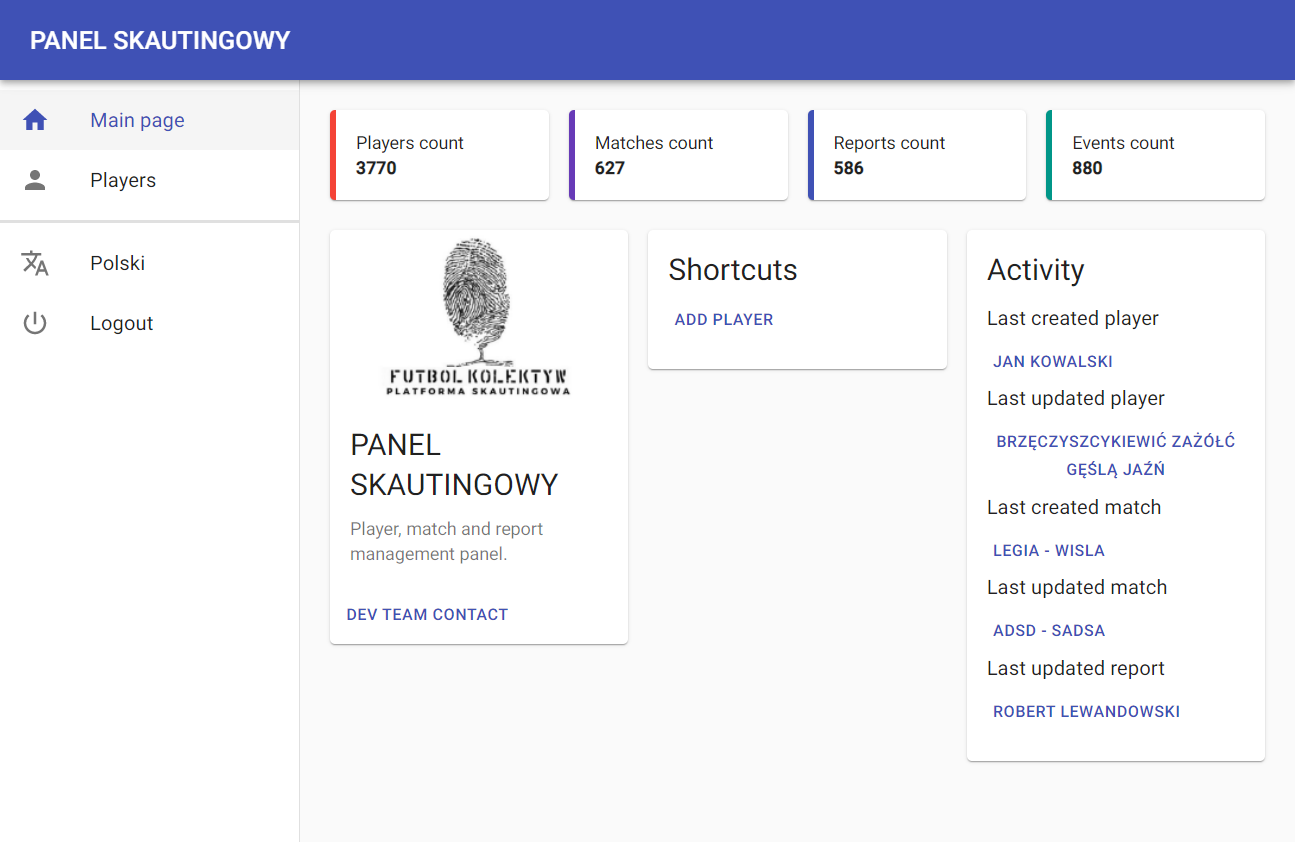 PANEL SKAUTINGOWY
Main page
Players
Polski
Logout
Players count
3770
Matches count
627
Reports count
586
Events count
880
FUTBOL KOLEKTYW
PLATFORMA SKAUTINGOWA
PANEL
SKAUTINGOWY
Player, match and report
management panel.
DEV TEAM CONTACT
Shortcuts
ADD PLAYER
Activity
Last created player
JAN KOWALSKI
Last updated player
BRZĘCZYSZCYKIEWIĆ ZAŻÓŁĆ
GĘŚLĄ JAŹŃ
Last created match
LEGIA - WISLA
Last updated match
ADSD - SADSA
Last updated report
ROBERT LEWANDOWSKI